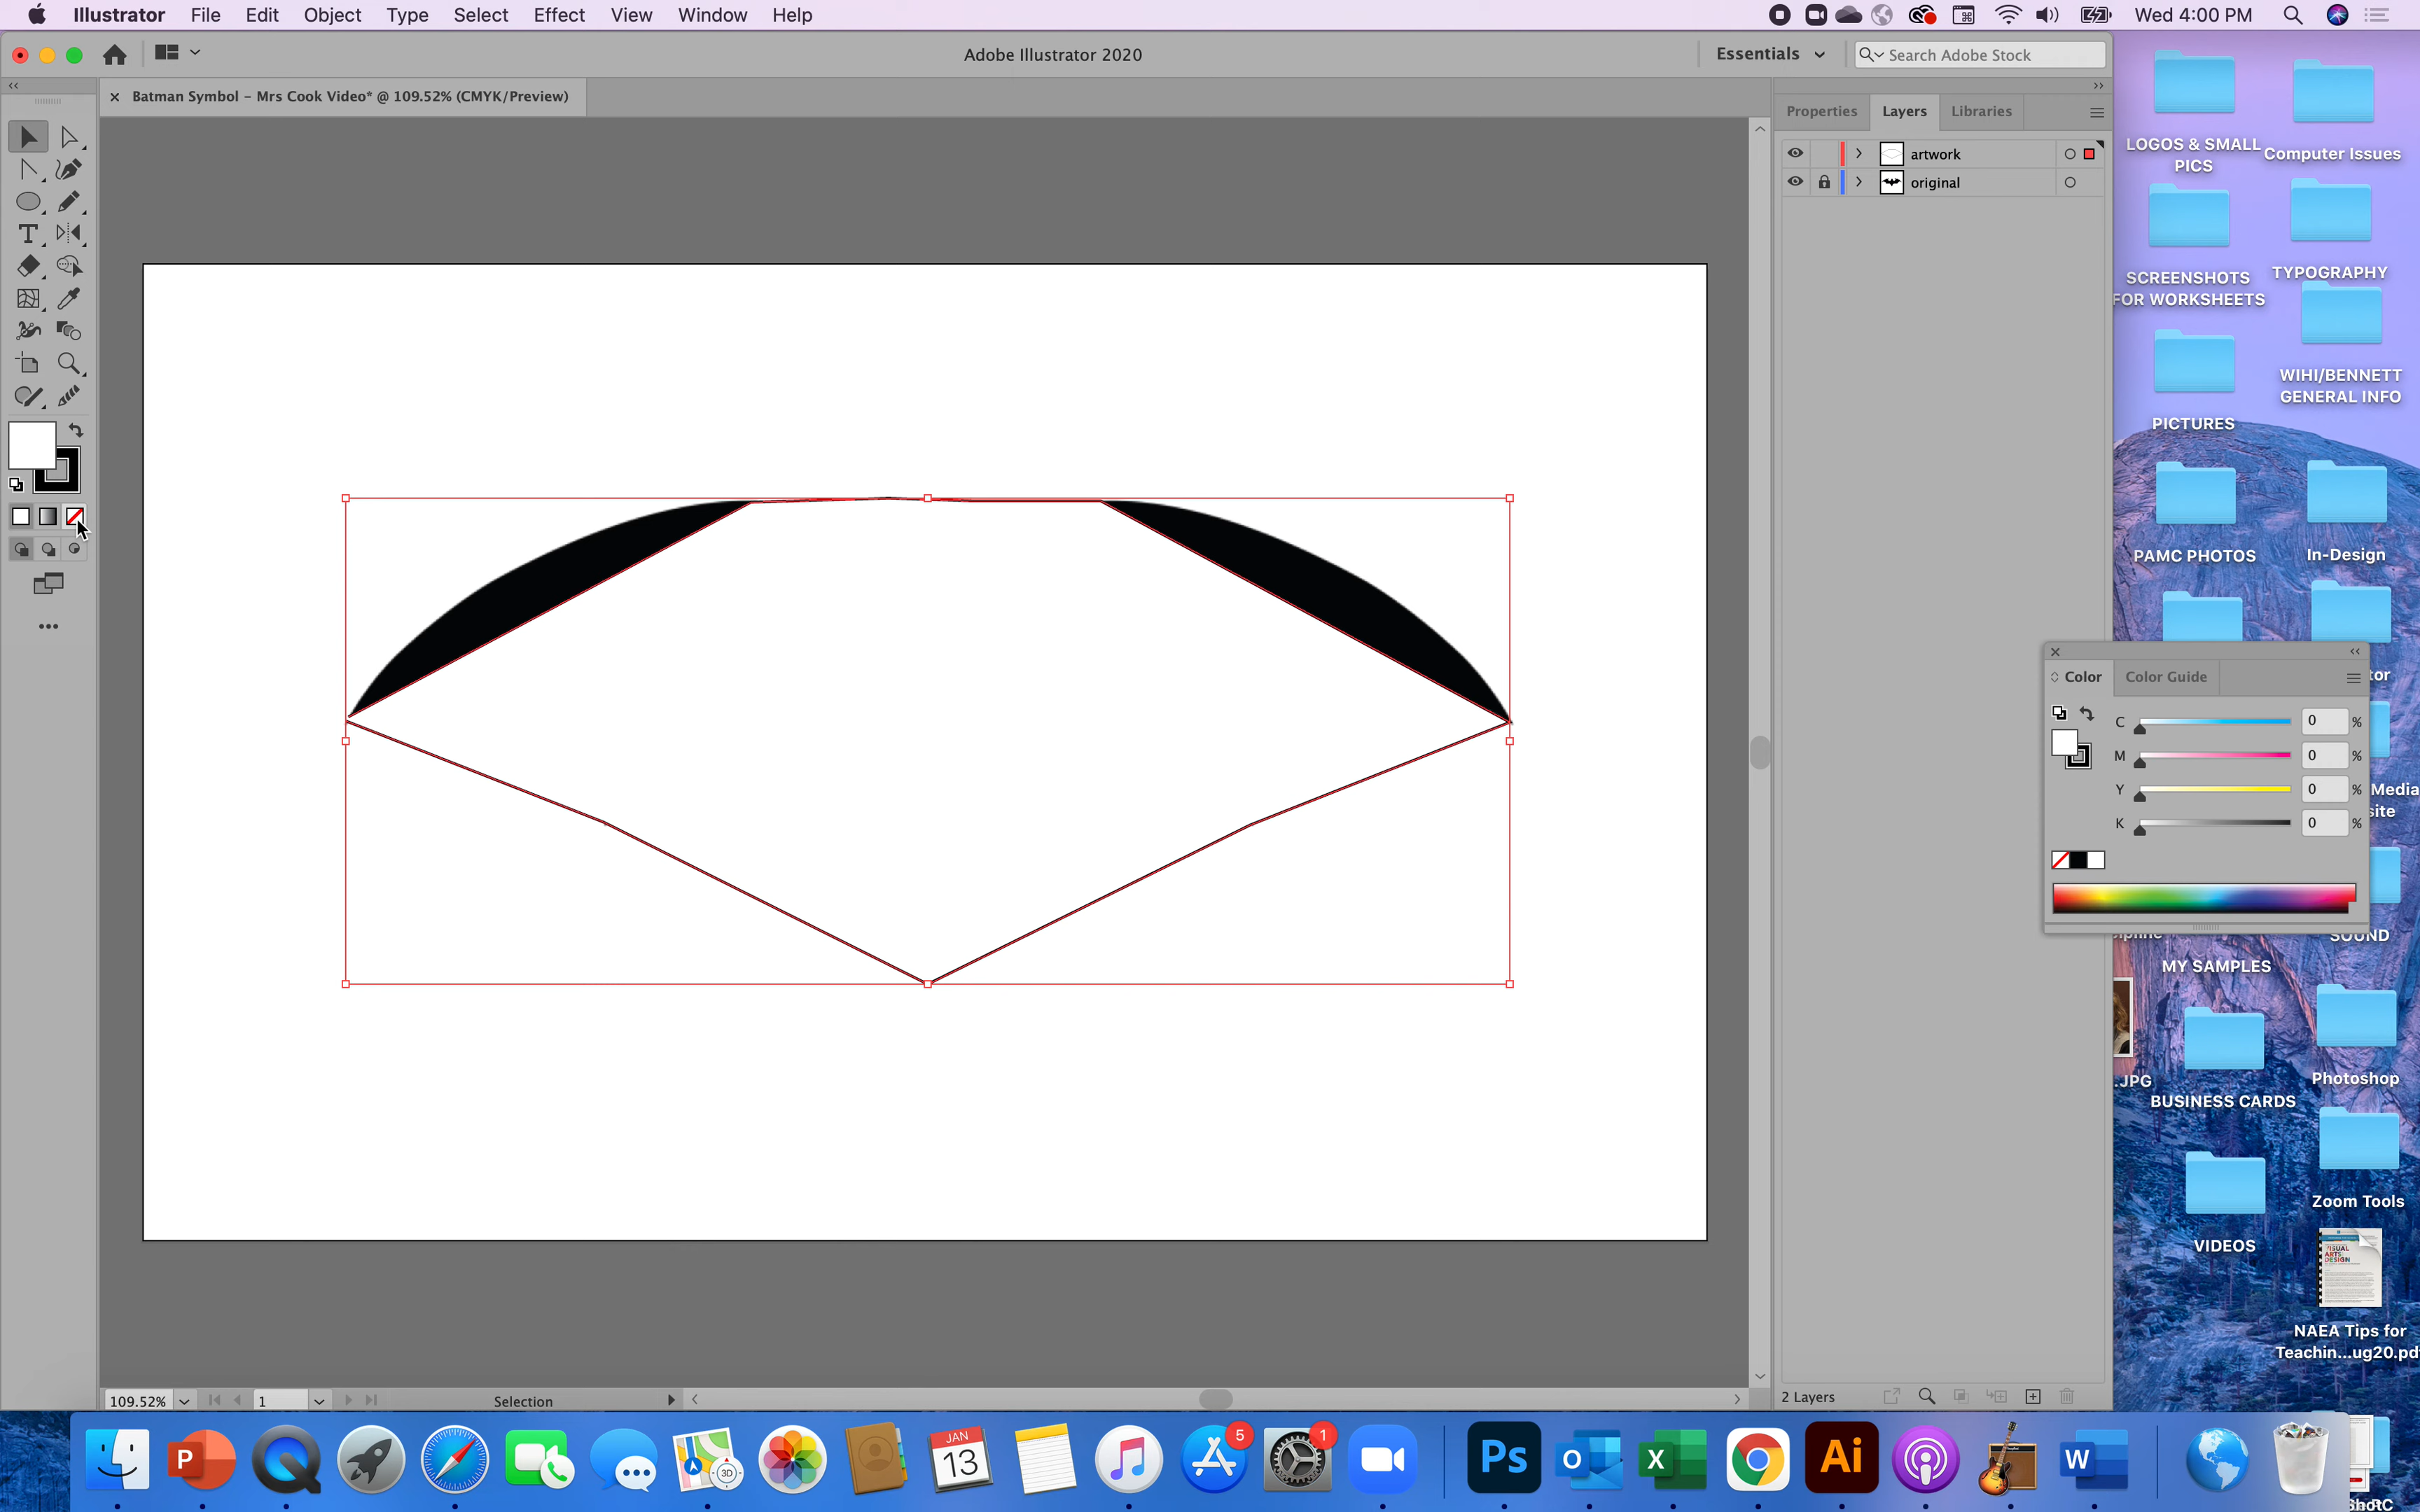 Illustrator File Edit Object Type Select Effect View Window Help
Wed 4:00 PM
Adobe Illustrator 2020
Essentials
Search Adobe Stock
Batman Symbol - Mrs Cook Video* @ 109.52% (CMYK/Preview)
Properties Layers Libraries
artwork
original
LOGOS & SMALL
PICS
Computer Issues
SCREENSHOTS
FOR WORKSHEETS
TYPOGRAPHY
WIHI/BENNETT
GENERAL INFO
PICTURES
PAMC PHOTOS
In-Design
Color Color Guide
C 0 %
M 0 %
Y 0 %
K 0 %
Media
site
SOUND
MY SAMPLES
.JPG
Photoshop
BUSINESS CARDS
Zoom Tools
VIDEOS
NAEA Tips for
Teachin...ug20.pdf
109.52%
1
Selection
2 Layers
JAN
13
3D
5
1
P
Ps
O
X
Ai
W